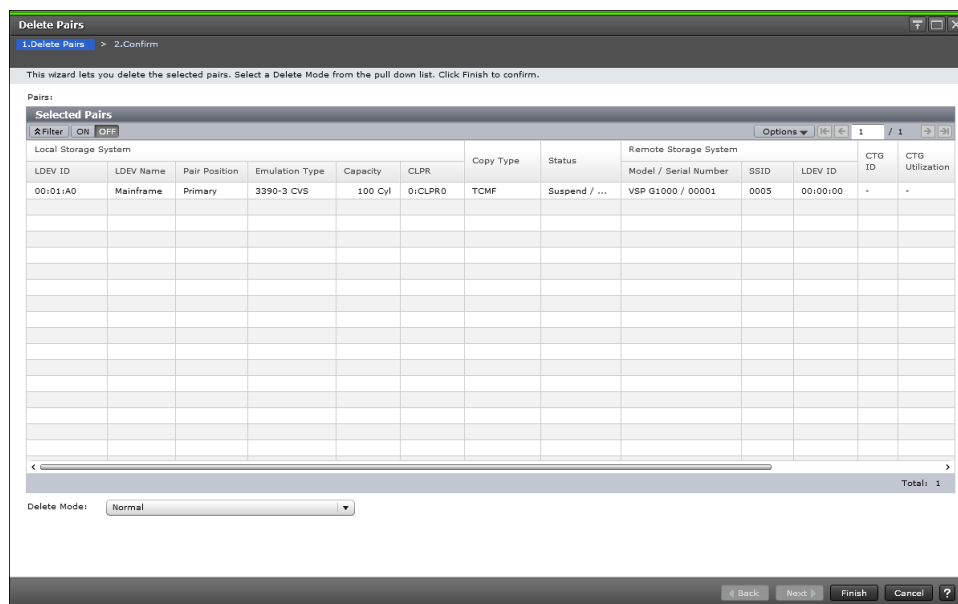 Delete Pairs
1.Delete Pairs > 2.Confirm
This wizard lets you delete the selected pairs. Select a Delete Mode from the pull down list. Click Finish to confirm.
Pairs:
Selected Pairs
Filter ON OFF Options 1 / 1
Local Storage System Copy Type Status Remote Storage System CTG ID CTG Utilization
LDEV ID LDEV Name Pair Position Emulation Type Capacity CLPR Model / Serial Number SSID LDEV ID
00:01:A0 Mainframe Primary 3390-3 CVS 100 Cyl 0:CLPR0 TCMF Suspend / ... VSP G1000 / 00001 0005 00:00:00 - -
Total: 1
Delete Mode: Normal
Back Next Finish Cancel ?